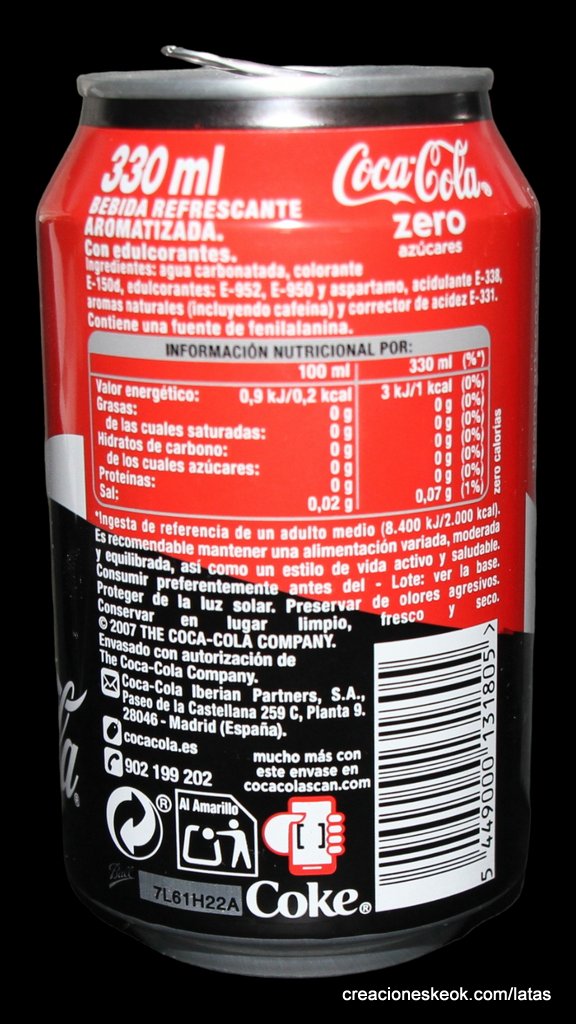 330 ml
BEBIDA REFRESCANTE
AROMATIZADA.
Con edulcorantes.
Coca-Cola®
zero
azúcares
Ingredientes: agua carbonatada, colorante
E-150d, edulcorantes: E-952, E-950 y aspartamo, acidulante E-338,
aromas naturales (incluyendo cafeína) y corrector de acidez E-331.
Contiene una fuente de fenilalanina.
INFORMACIÓN NUTRICIONAL POR:
100 ml 330 ml (%*)
Valor energético: 0,9 kJ/0,2 kcal 3 kJ/1 kcal (0%)
Grasas: 0 g 0 g (0%)
de las cuales saturadas: 0 g 0 g (0%)
Hidratos de carbono: 0 g 0 g (0%)
de los cuales azúcares: 0 g 0 g (0%)
Proteínas: 0 g 0 g (0%)
Sal: 0,02 g 0,07 g (1%)
zero calorías
*Ingesta de referencia de un adulto medio (8.400 kJ/2.000 kcal).
Es recomendable mantener una alimentación variada, moderada
y equilibrada, así como un estilo de vida activo y saludable.
Consumir preferentemente antes del - Lote: ver la base.
Proteger de la luz solar. Preservar de olores agresivos.
Conservar en lugar limpio, fresco y seco.
© 2007 THE COCA-COLA COMPANY.
Envasado con autorización de
The Coca-Cola Company.
Coca-Cola Iberian Partners, S.A.,
Paseo de la Castellana 259 C, Planta 9.
28046 - Madrid (España).
cocacola.es
902 199 202
mucho más con
este envase en
cocacolascan.com
®
Al Amarillo
Ball
7L61H22A
Coke®
5 449000 131805 >
la®
creacioneskeok.com/latas